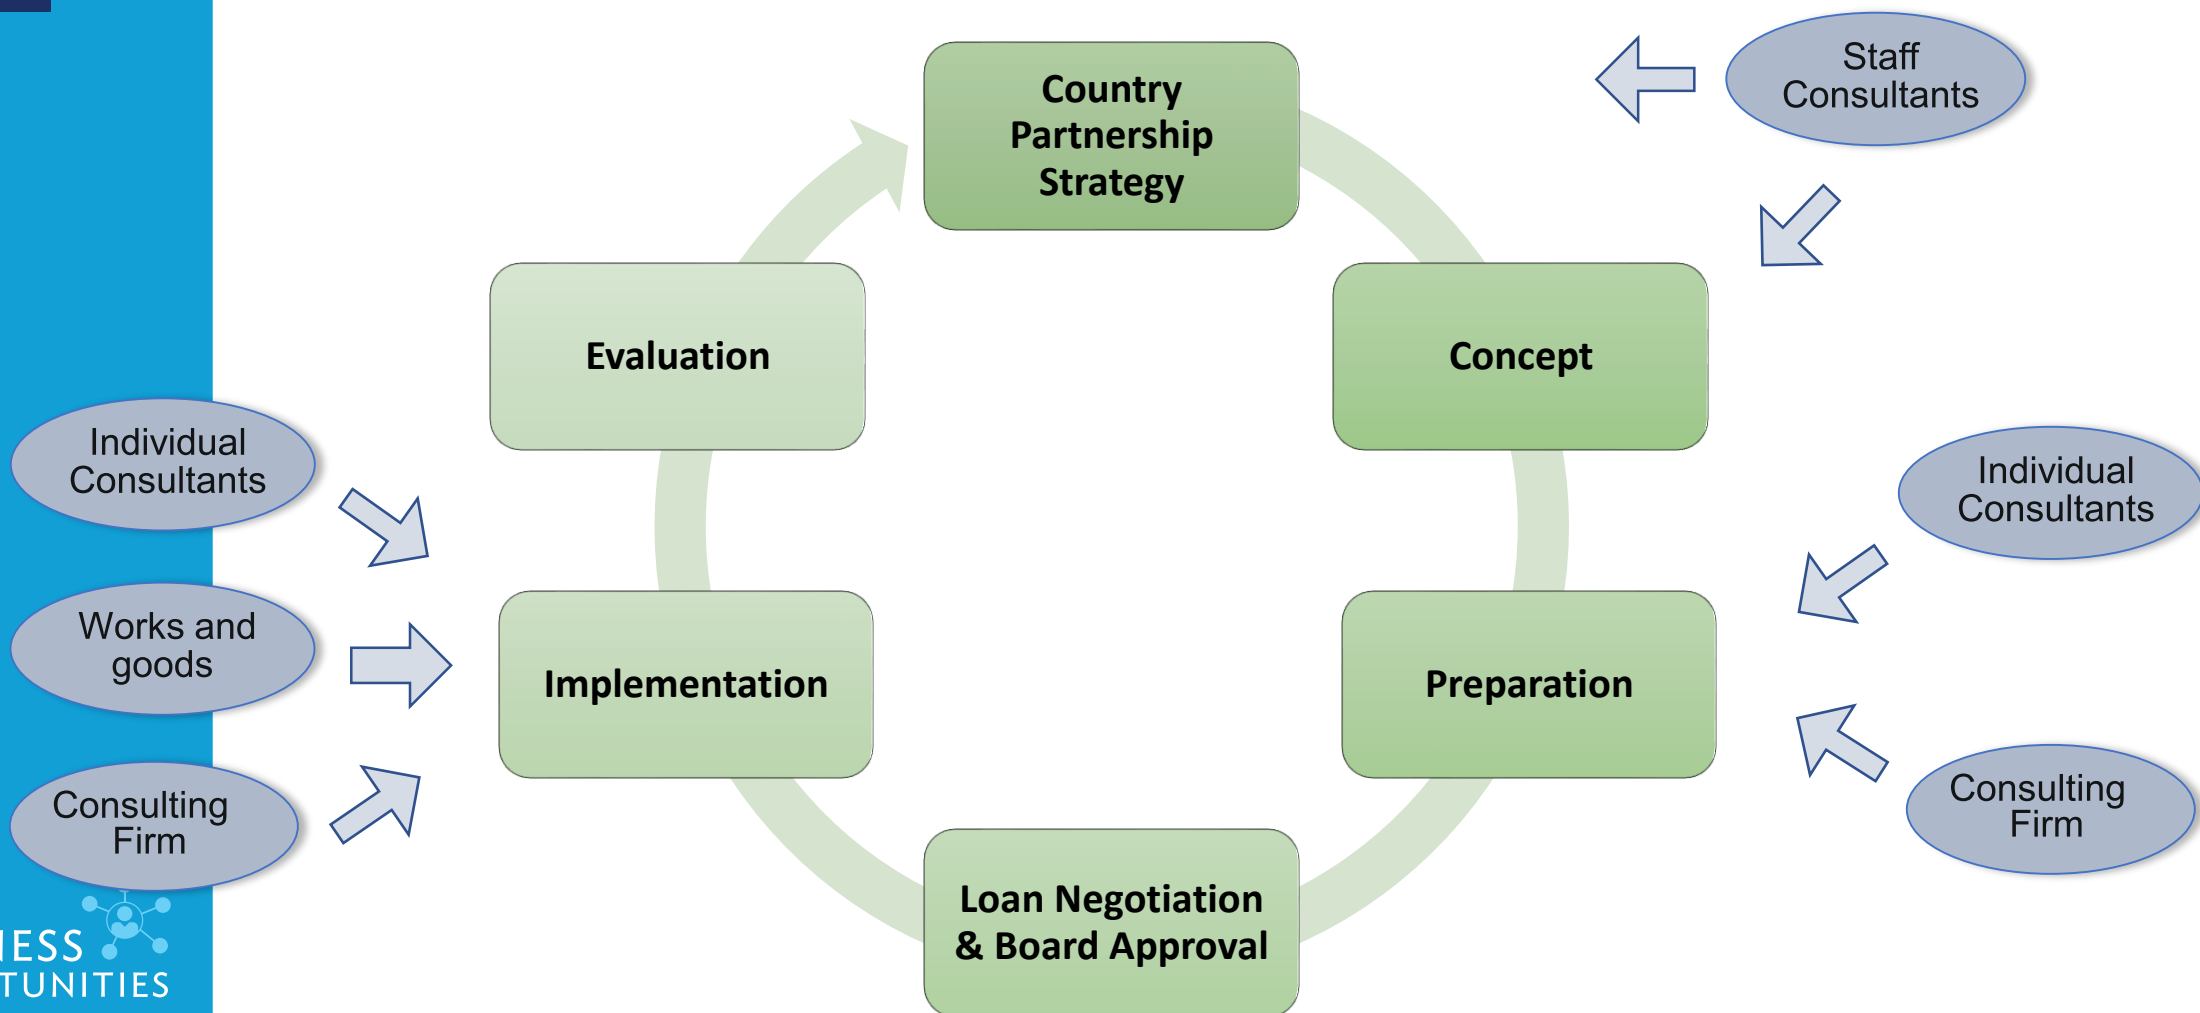 Country
Partnership
Strategy
Staff
Consultants
Evaluation
Concept
Individual
Consultants
Individual
Consultants
Works and
goods
Implementation
Preparation
Consulting
Firm
Consulting
Firm
Loan Negotiation
& Board Approval
NESS
TUNITIES